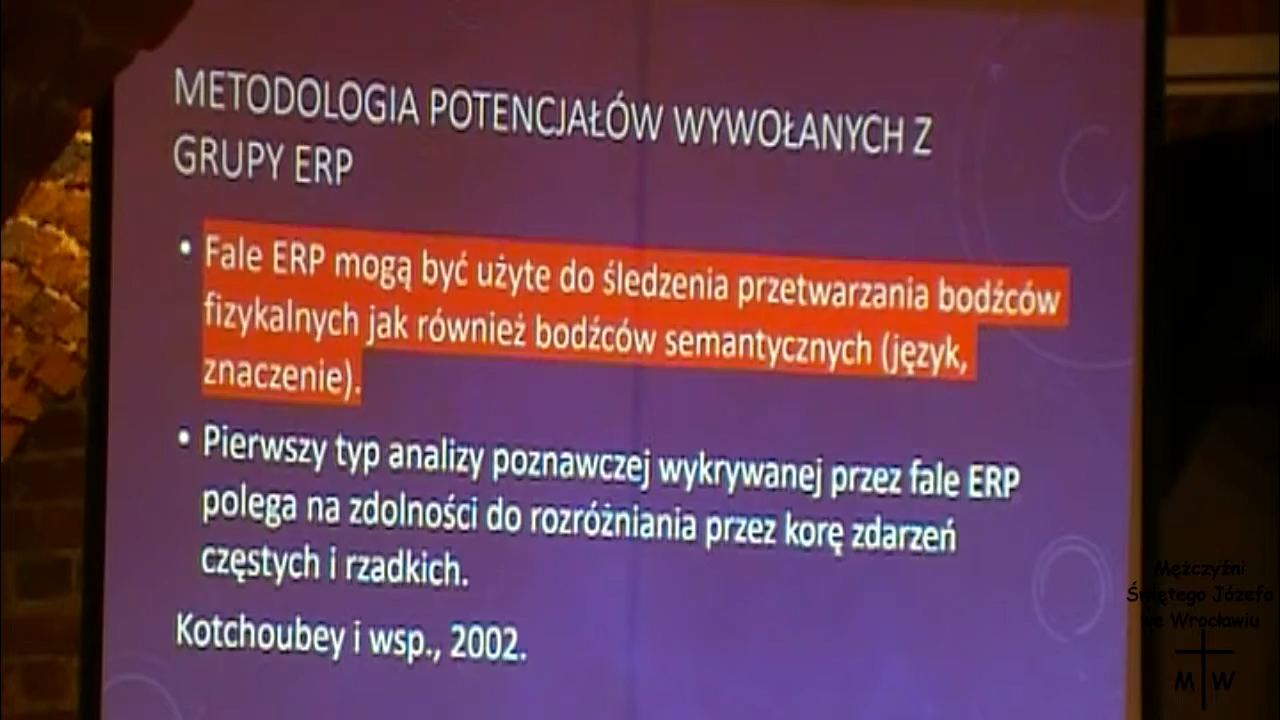 METODOLOGIA POTENCJAŁÓW WYWOŁANYCH Z
GRUPY ERP
• Fale ERP mogą być użyte do śledzenia przetwarzania bodźców
fizykalnych jak również bodźców semantycznych (język,
znaczenie).
• Pierwszy typ analizy poznawczej wykrywanej przez fale ERP
polega na zdolności do rozróżniania przez korę zdarzeń
częstych i rzadkich.
Kotchoubey i wsp., 2002.
Mężczyźni
Świętego Józefa
we Wrocławiu
M W